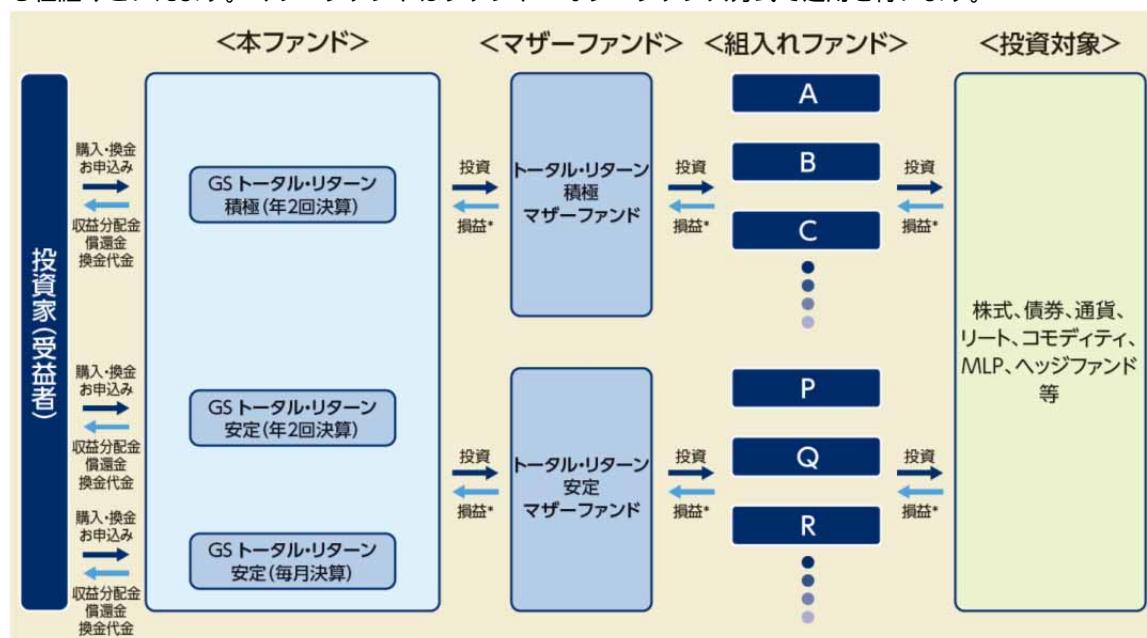 <本ファンド>
<マザーファンド>
<組入れファンド>
<投資対象>
投資家(受益者)
購入・換金
お申込み
収益分配金
償還金
換金代金
GS トータル・リターン
積極(年2回決算)
投資
損益*
トータル・リターン
積極
マザーファンド
投資
損益*
A
B
C
投資
損益*
購入・換金
お申込み
収益分配金
償還金
換金代金
GS トータル・リターン
安定(年2回決算)
購入・換金
お申込み
収益分配金
償還金
換金代金
GS トータル・リターン
安定(毎月決算)
投資
損益*
トータル・リターン
安定
マザーファンド
投資
損益*
P
Q
R
投資
損益*
株式、債券、通貨、
リート、コモディティ、
MLP、ヘッジファンド
等